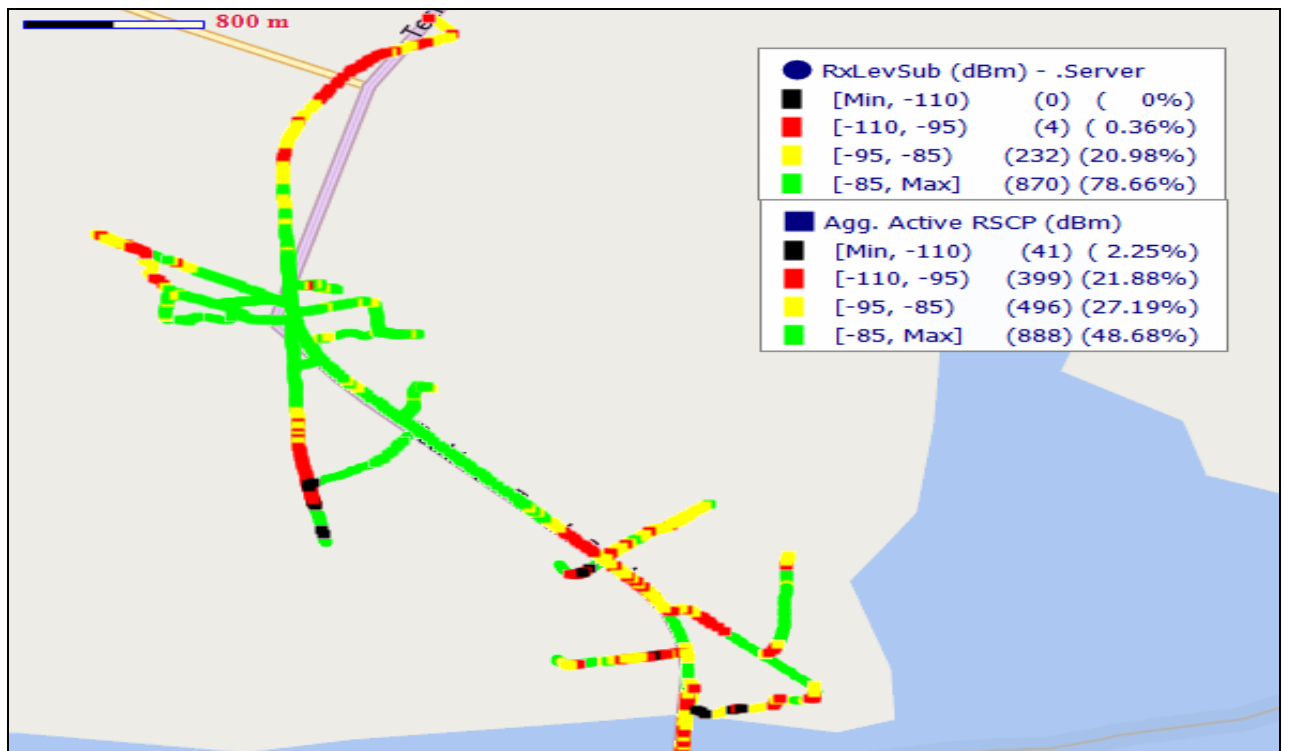 800 m
RxLevSub (dBm) - .Server
[Min, -110) (0) ( 0%)
[-110, -95) (4) ( 0.36%)
[-95, -85) (232) (20.98%)
[-85, Max] (870) (78.66%)
Agg. Active RSCP (dBm)
[Min, -110) (41) ( 2.25%)
[-110, -95) (399) (21.88%)
[-95, -85) (496) (27.19%)
[-85, Max] (888) (48.68%)